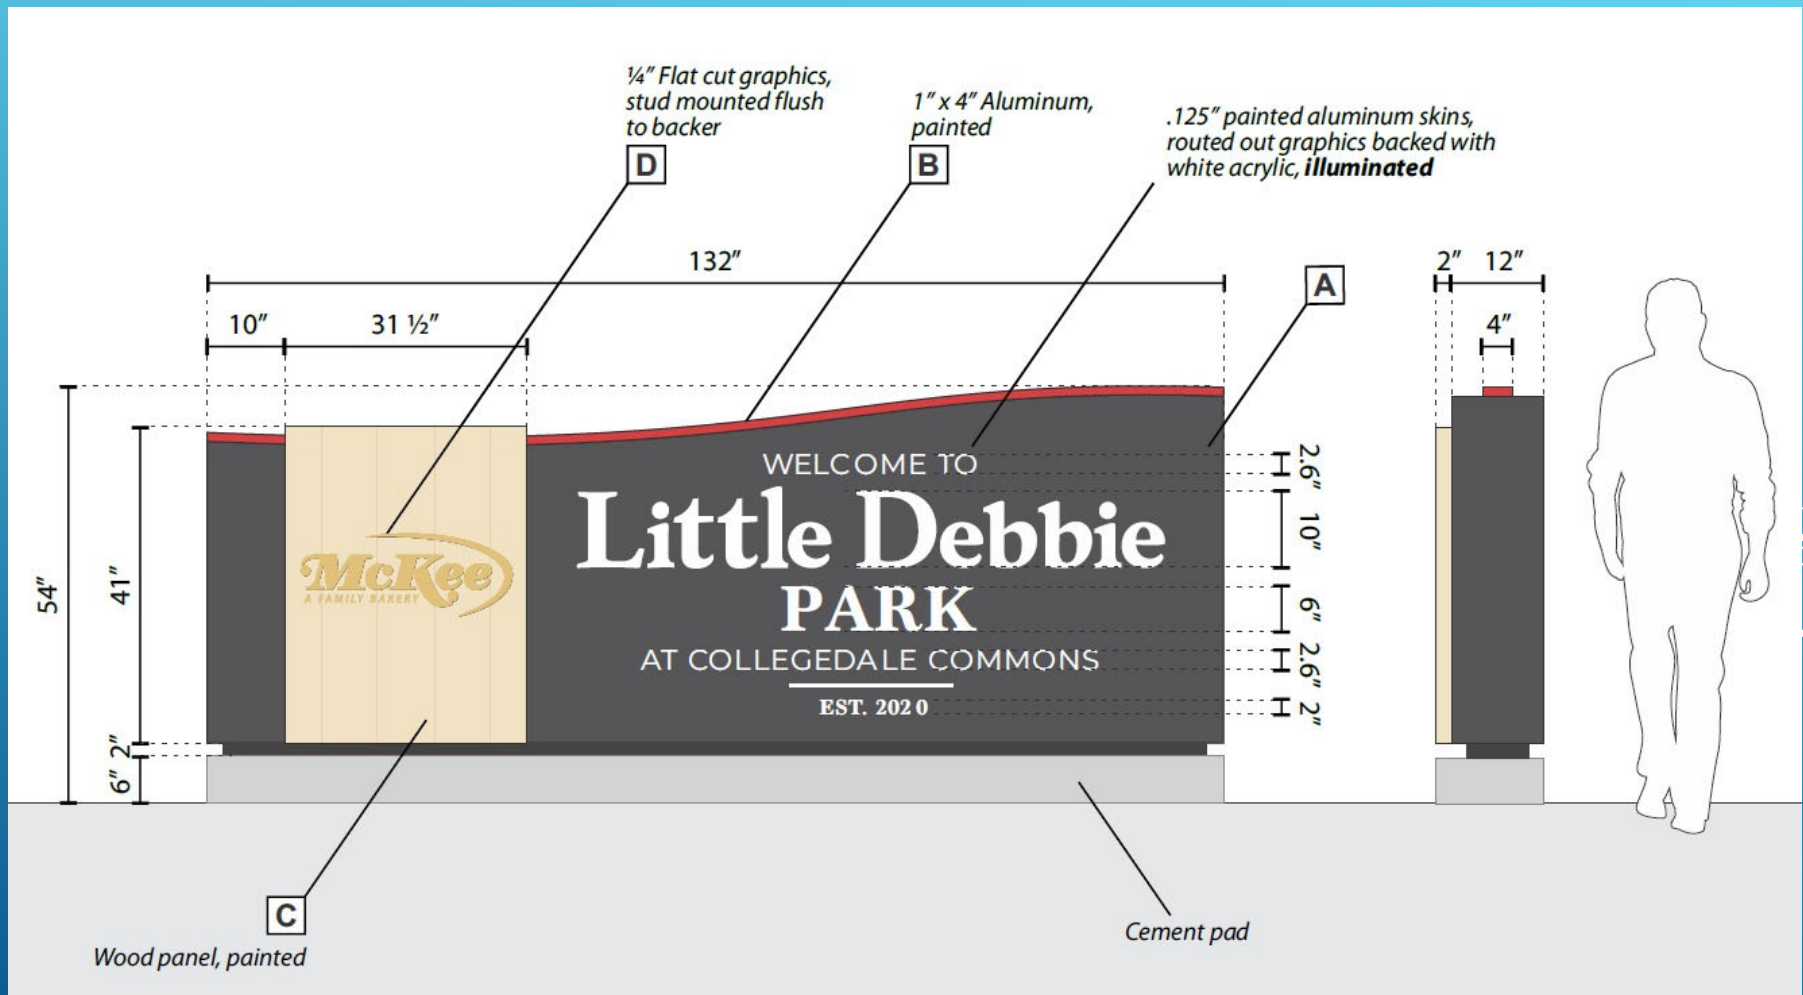 ¼” Flat cut graphics,
stud mounted flush
to backer
D
1” x 4” Aluminum,
painted
B
.125” painted aluminum skins,
routed out graphics backed with
white acrylic, illuminated
132”
2” 12”
A
10” 31 ½”
4”
WELCOME TO
Little Debbie
PARK
AT COLLEGEDALE COMMONS
EST. 2020
McKee
A FAMILY BAKERY
2.6”
10”
6”
2.6”
2”
54”
41”
2”
6”
C
Wood panel, painted
Cement pad